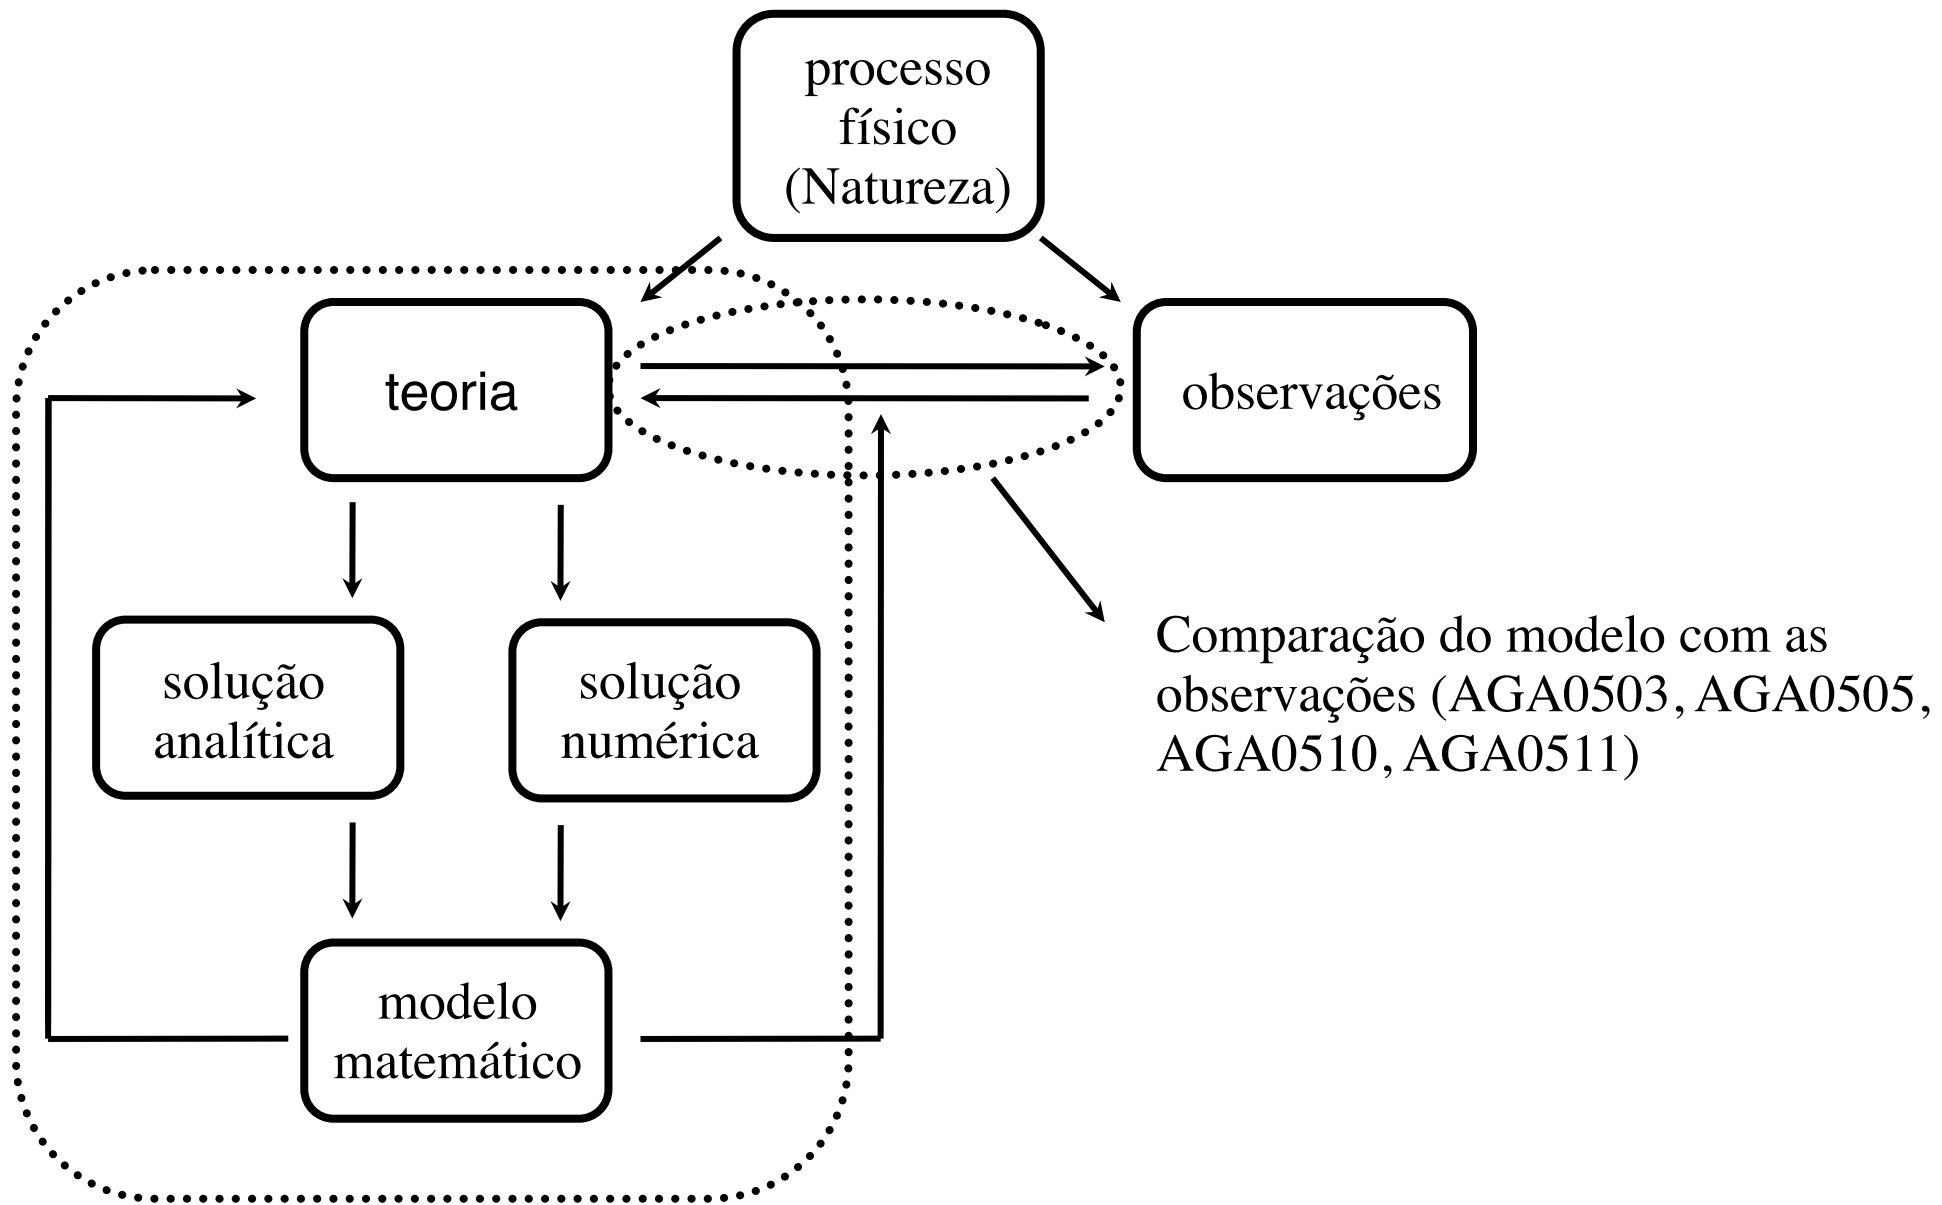 processo
físico
(Natureza)
teoria
observações
solução
analítica
solução
numérica
Comparação do modelo com as
observações (AGA0503, AGA0505,
AGA0510, AGA0511)
modelo
matemático